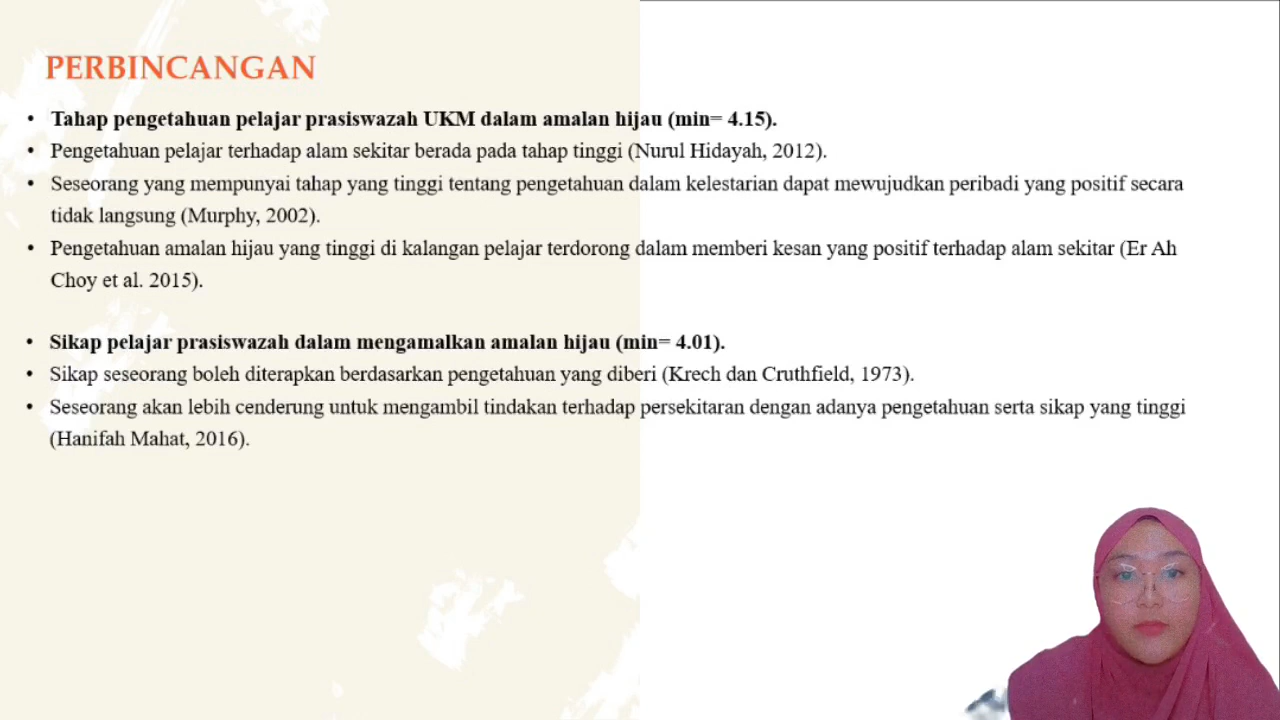 PERBINCANGAN
• Tahap pengetahuan pelajar prasiswazah UKM dalam amalan hijau (min= 4.15).
• Pengetahuan pelajar terhadap alam sekitar berada pada tahap tinggi (Nurul Hidayah, 2012).
• Seseorang yang mempunyai tahap yang tinggi tentang pengetahuan dalam kelestarian dapat mewujudkan peribadi yang positif secara
tidak langsung (Murphy, 2002).
• Pengetahuan amalan hijau yang tinggi di kalangan pelajar terdorong dalam memberi kesan yang positif terhadap alam sekitar (Er Ah
Choy et al. 2015).
• Sikap pelajar prasiswazah dalam mengamalkan amalan hijau (min= 4.01).
• Sikap seseorang boleh diterapkan berdasarkan pengetahuan yang diberi (Krech dan Cruthfield, 1973).
• Seseorang akan lebih cenderung untuk mengambil tindakan terhadap persekitaran dengan adanya pengetahuan serta sikap yang tinggi
(Hanifah Mahat, 2016).